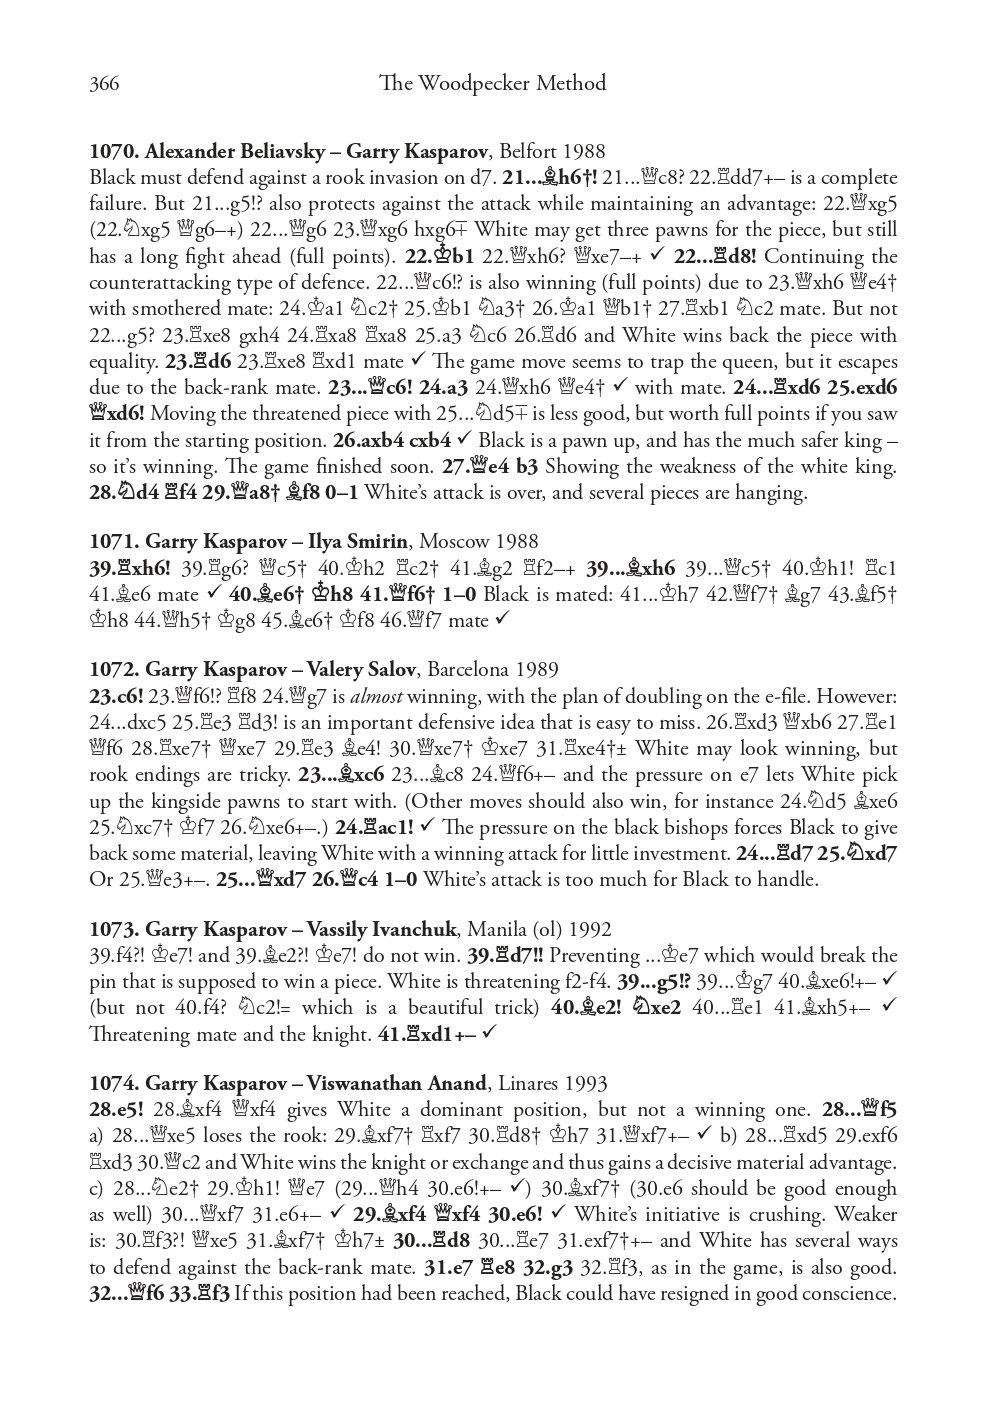 366 The Woodpecker Method
1070. Alexander Beliavsky – Garry Kasparov, Belfort 1988
Black must defend against a rook invasion on d7. 21...♗h6†! 21...♕c8? 22.♖dd7+– is a complete
failure. But 21...g5!? also protects against the attack while maintaining an advantage: 22.♕xg5
(22.♘xg5 ♕g6–+) 22...♕g6 23.♕xg6 hxg6∓ White may get three pawns for the piece, but still
has a long fight ahead (full points). 22.♔b1 22.♕xh6? ♕xe7–+ ✓ 22...♖d8! Continuing the
counterattacking type of defence. 22...♕c6!? is also winning (full points) due to 23.♕xh6 ♕e4†
with smothered mate: 24.♔a1 ♘c2† 25.♔b1 ♘a3† 26.♔a1 ♕b1† 27.♖xb1 ♘c2 mate. But not
22...g5? 23.♖xe8 gxh4 24.♖xa8 ♖xa8 25.a3 ♘c6 26.♖d6 and White wins back the piece with
equality. 23.♖d6 23.♖xe8 ♖xd1 mate ✓ The game move seems to trap the queen, but it escapes
due to the back-rank mate. 23...♕c6! 24.a3 24.♕xh6 ♕e4† ✓ with mate. 24...♖xd6 25.exd6
♕xd6! Moving the threatened piece with 25...♘d5∓ is less good, but worth full points if you saw
it from the starting position. 26.axb4 cxb4 ✓ Black is a pawn up, and has the much safer king –
so it’s winning. The game finished soon. 27.♕e4 b3 Showing the weakness of the white king.
28.♘d4 ♖f4 29.♕a8† ♗f8 0–1 White’s attack is over, and several pieces are hanging.
1071. Garry Kasparov – Ilya Smirin, Moscow 1988
39.♖xh6! 39.♖g6? ♕c5† 40.♔h2 ♖c2† 41.♗g2 ♖f2–+ 39...♗xh6 39...♕c5† 40.♔h1! ♖c1
41.♗e6 mate ✓ 40.♗e6† ♔h8 41.♕f6† 1–0 Black is mated: 41...♔h7 42.♕f7† ♗g7 43.♗f5†
♔h8 44.♕h5† ♔g8 45.♗e6† ♔f8 46.♕f7 mate ✓
1072. Garry Kasparov – Valery Salov, Barcelona 1989
23.c6! 23.♕f6!? ♖f8 24.♕g7 is almost winning, with the plan of doubling on the e-file. However:
24...dxc5 25.♖e3 ♖d3! is an important defensive idea that is easy to miss. 26.♖xd3 ♕xb6 27.♖e1
♕f6 28.♖xe7† ♕xe7 29.♖e3 ♗e4! 30.♕xe7† ♔xe7 31.♖xe4†± White may look winning, but
rook endings are tricky. 23...♗xc6 23...♗c8 24.♕f6+– and the pressure on e7 lets White pick
up the kingside pawns to start with. (Other moves should also win, for instance 24.♘d5 ♗xe6
25.♘xc7† ♔f7 26.♘xe6+–.) 24.♖ac1! ✓ The pressure on the black bishops forces Black to give
back some material, leaving White with a winning attack for little investment. 24...♖d7 25.♘xd7
Or 25.♕e3+–. 25...♕xd7 26.♕c4 1–0 White’s attack is too much for Black to handle.
1073. Garry Kasparov – Vassily Ivanchuk, Manila (ol) 1992
39.f4?! ♔e7! and 39.♗e2?! ♔e7! do not win. 39.♖d7!! Preventing ...♔e7 which would break the
pin that is supposed to win a piece. White is threatening f2-f4. 39...g5!? 39...♔g7 40.♗xe6!+– ✓
(but not 40.f4? ♘c2!= which is a beautiful trick) 40.♗e2! ♘xe2 40...♖e1 41.♗xh5+– ✓
Threatening mate and the knight. 41.♖xd1+– ✓
1074. Garry Kasparov – Viswanathan Anand, Linares 1993
28.e5! 28.♗xf4 ♕xf4 gives White a dominant position, but not a winning one. 28...♕f5
a) 28...♕xe5 loses the rook: 29.♗xf7† ♖xf7 30.♖d8† ♔h7 31.♕xf7+– ✓ b) 28...♖xd5 29.exf6
♖xd3 30.♕c2 and White wins the knight or exchange and thus gains a decisive material advantage.
c) 28...♘e2† 29.♔h1! ♕e7 (29...♕h4 30.e6!+– ✓) 30.♗xf7† (30.e6 should be good enough
as well) 30...♕xf7 31.e6+– ✓ 29.♗xf4 ♕xf4 30.e6! ✓ White’s initiative is crushing. Weaker
is: 30.♖f3?! ♕xe5 31.♗xf7† ♔h7± 30...♖d8 30...♖e7 31.exf7†+– and White has several ways
to defend against the back-rank mate. 31.e7 ♖e8 32.g3 32.♖f3, as in the game, is also good.
32...♕f6 33.♖f3 If this position had been reached, Black could have resigned in good conscience.